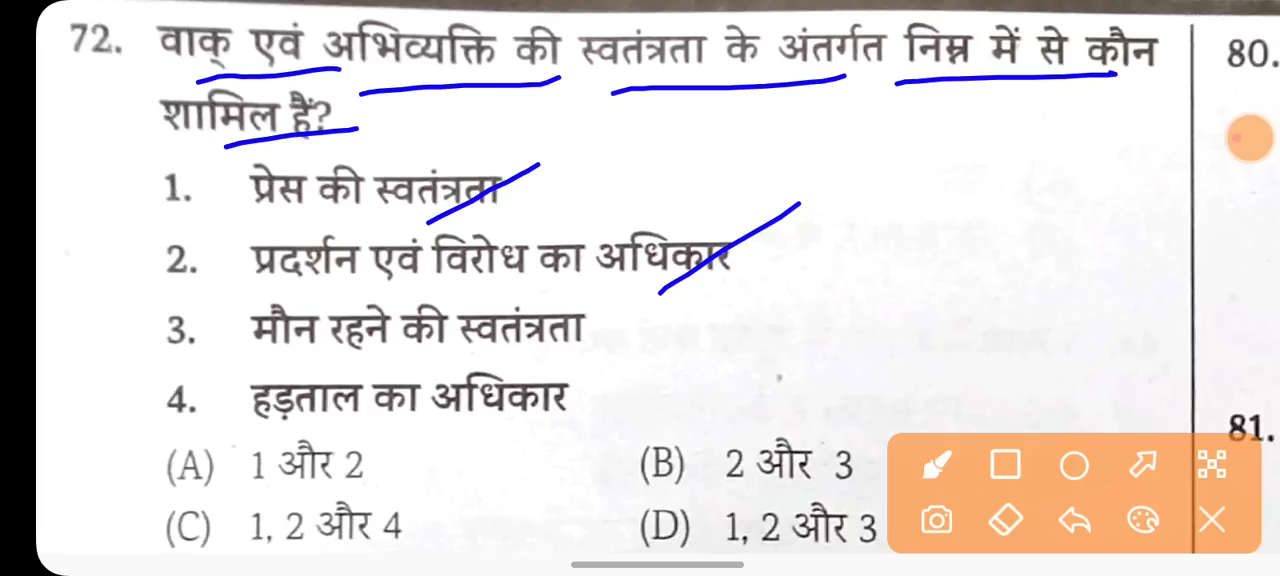 72. वाक् एवं अभिव्यक्ति की स्वतंत्रता के अंतर्गत निम्न में से कौन
शामिल हैं?
1. प्रेस की स्वतंत्रता
2. प्रदर्शन एवं विरोध का अधिकार
3. मौन रहने की स्वतंत्रता
4. हड़ताल का अधिकार
(A) 1 और 2 (B) 2 और 3
(C) 1, 2 और 4 (D) 1, 2 और 3
80.
81.